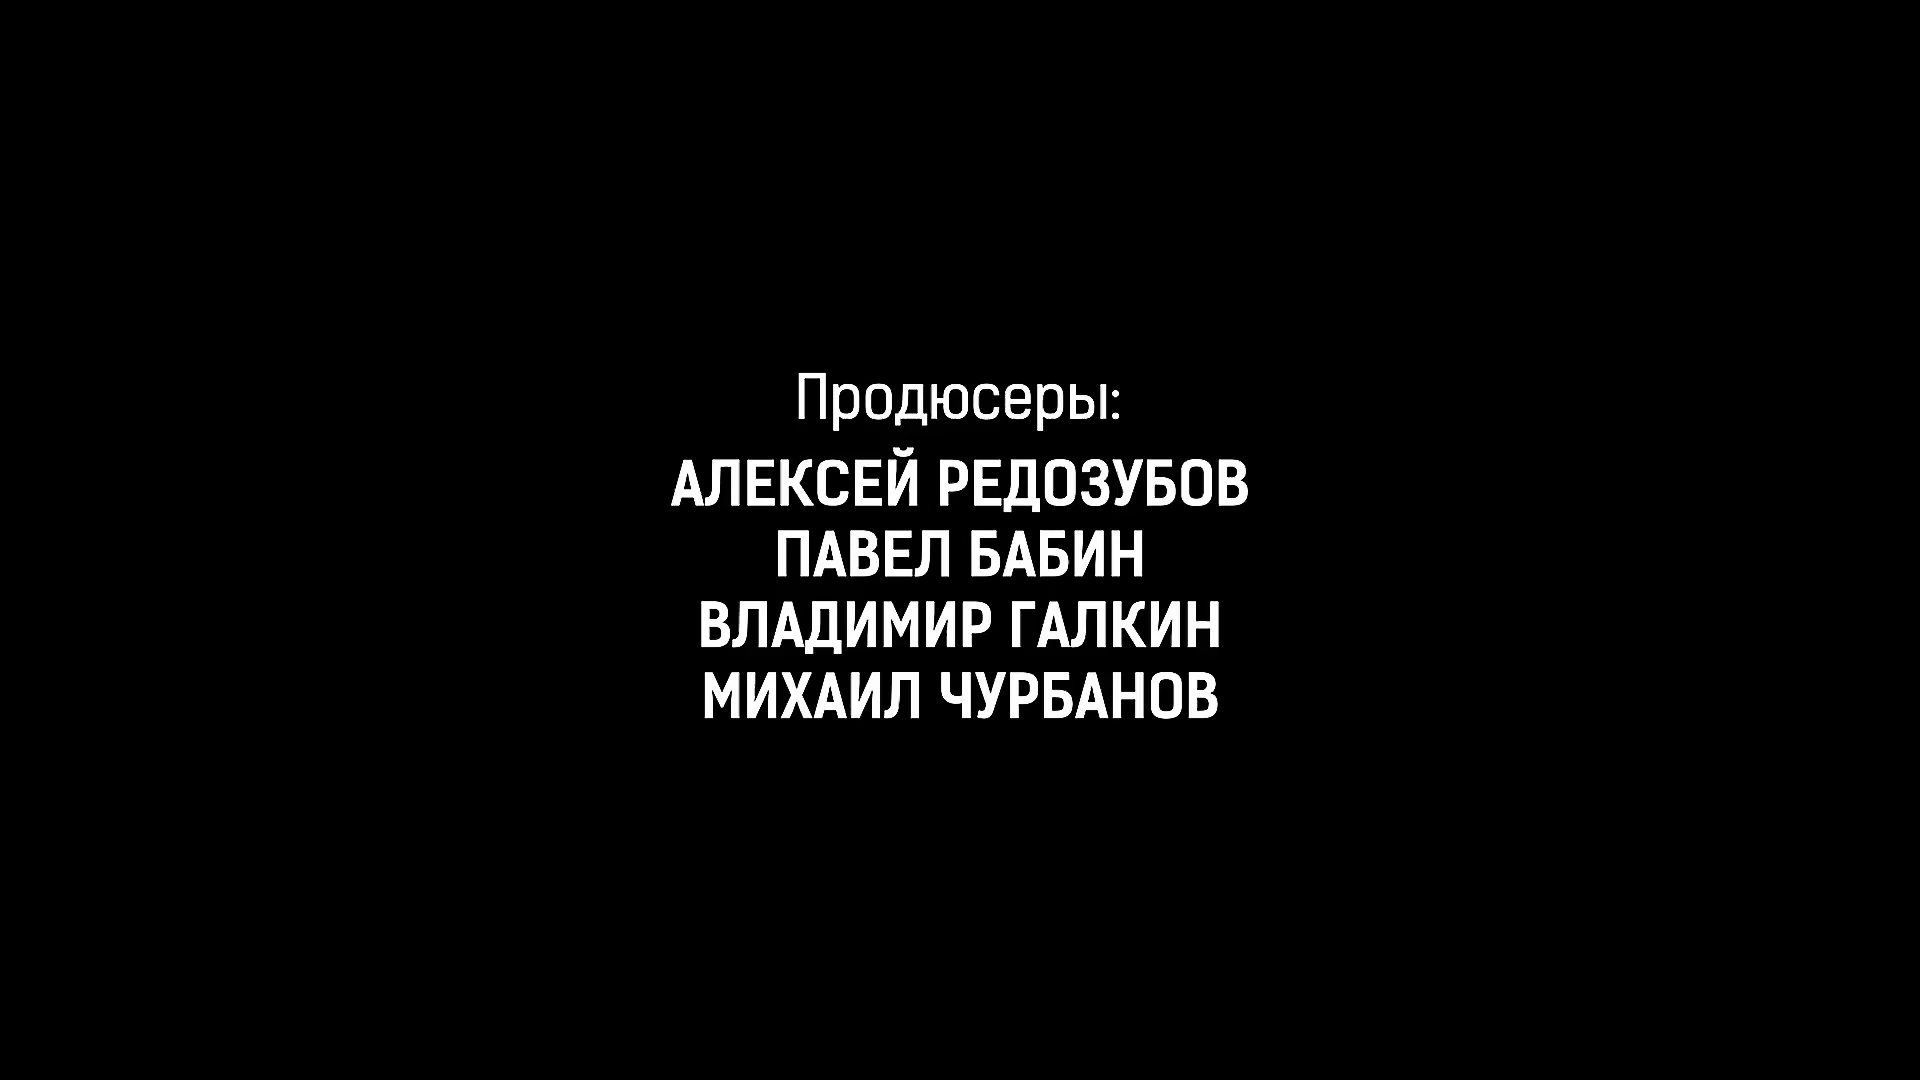 Продюсеры:
АЛЕКСЕЙ РЕДОЗУБОВ
ПАВЕЛ БАБИН
ВЛАДИМИР ГАЛКИН
МИХАИЛ ЧУРБАНОВ